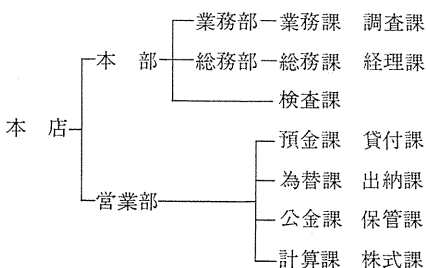 業務部 業務課 調査課
本部 総務部 総務課 経理課
検査課
本店
預金課 貸付課
為替課 出納課
営業部
公金課 保管課
計算課 株式課